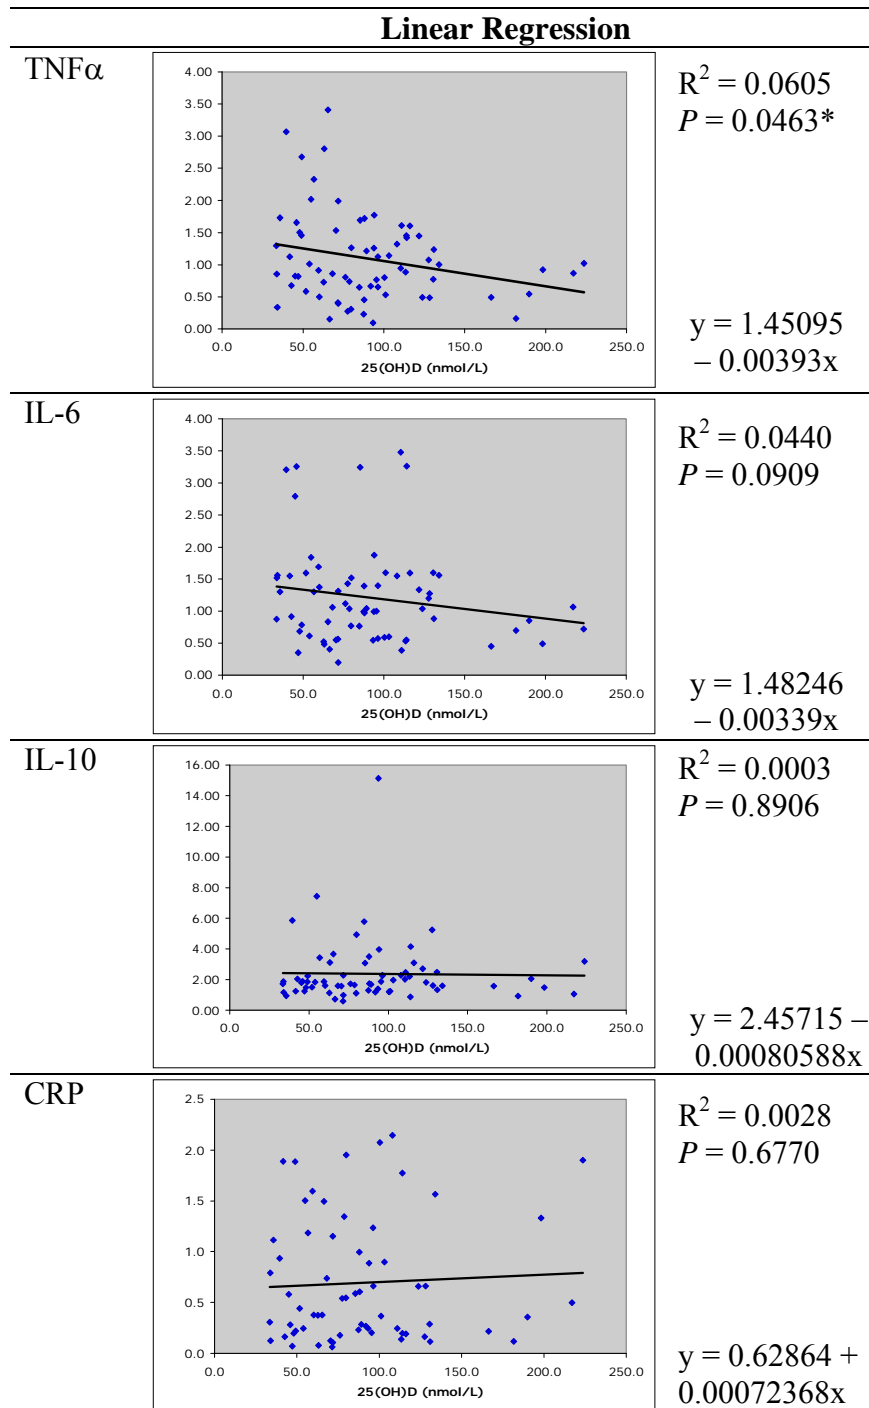 Linear Regression
TNFα
4.00
3.50
3.00
2.50
2.00
1.50
1.00
0.50
0.00
0.0 50.0 100.0 150.0 200.0 250.0
25(OH)D (nmol/L)
R² = 0.0605
P = 0.0463*
y = 1.45095
– 0.00393x
IL-6
4.00
3.50
3.00
2.50
2.00
1.50
1.00
0.50
0.00
0.0 50.0 100.0 150.0 200.0 250.0
25(OH)D (nmol/L)
R² = 0.0440
P = 0.0909
y = 1.48246
– 0.00339x
IL-10
16.00
14.00
12.00
10.00
8.00
6.00
4.00
2.00
0.00
0.0 50.0 100.0 150.0 200.0 250.0
25(OH)D (nmol/L)
R² = 0.0003
P = 0.8906
y = 2.45715 –
0.00080588x
CRP
2.5
2.0
1.5
1.0
0.5
0.0
0.0 50.0 100.0 150.0 200.0 250.0
25(OH)D (nmol/L)
R² = 0.0028
P = 0.6770
y = 0.62864 +
0.00072368x